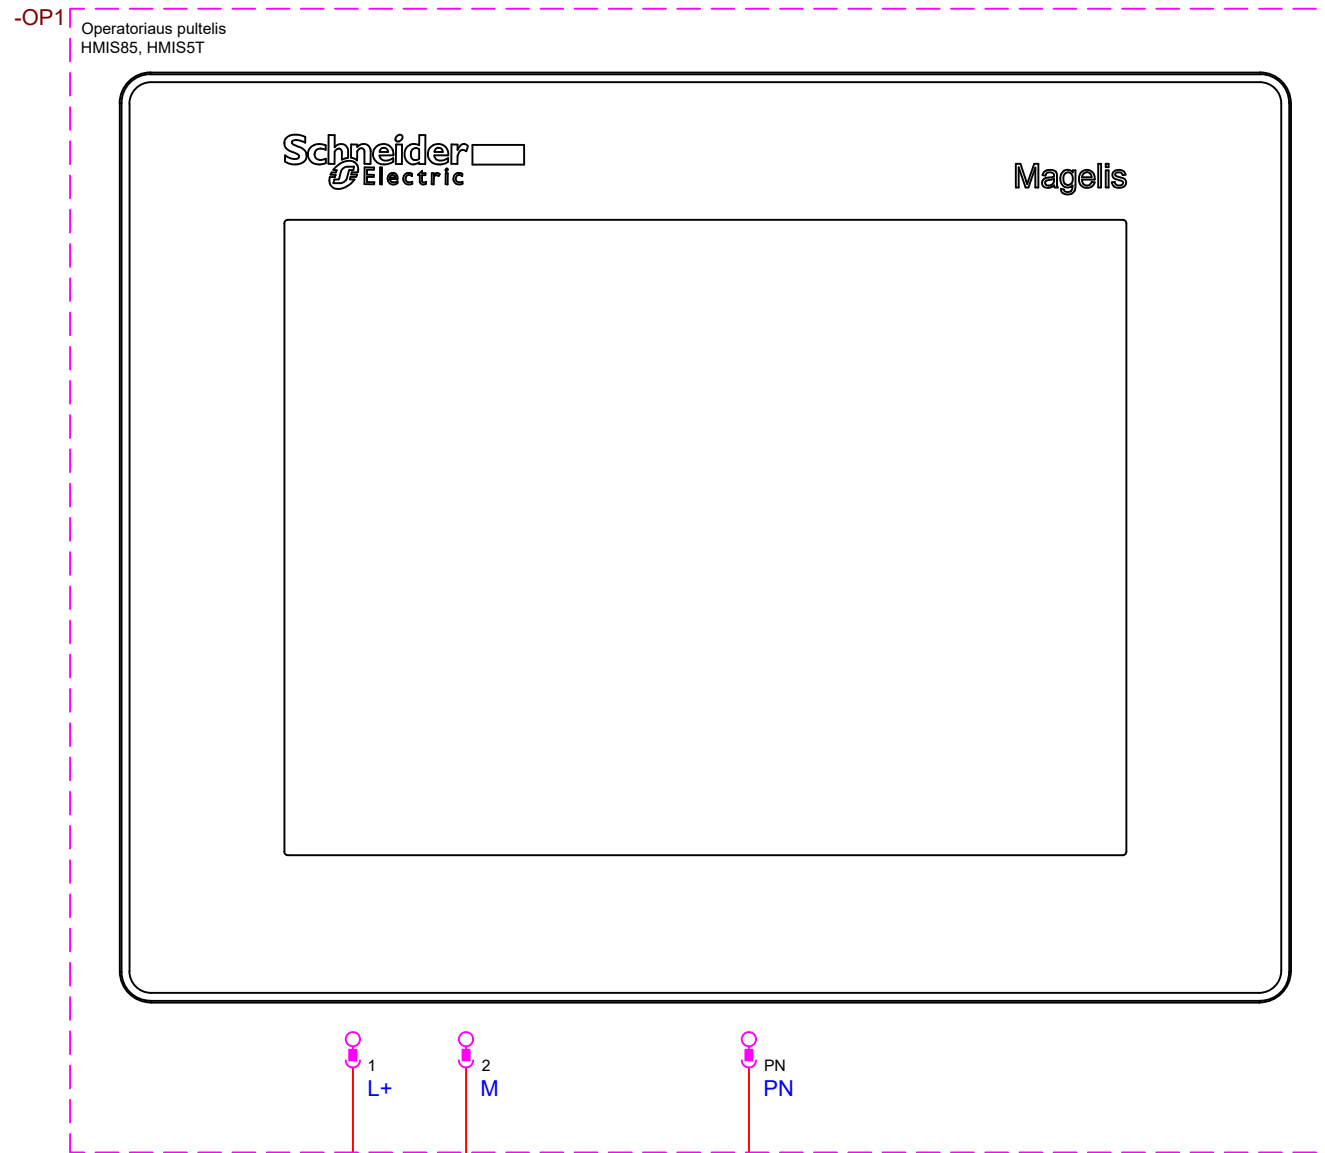 -OP1
Operatoriaus pultelis
HMIS85, HMIS5T
Schneider
Electric
Magelis
1
L+
2
M
PN
PN